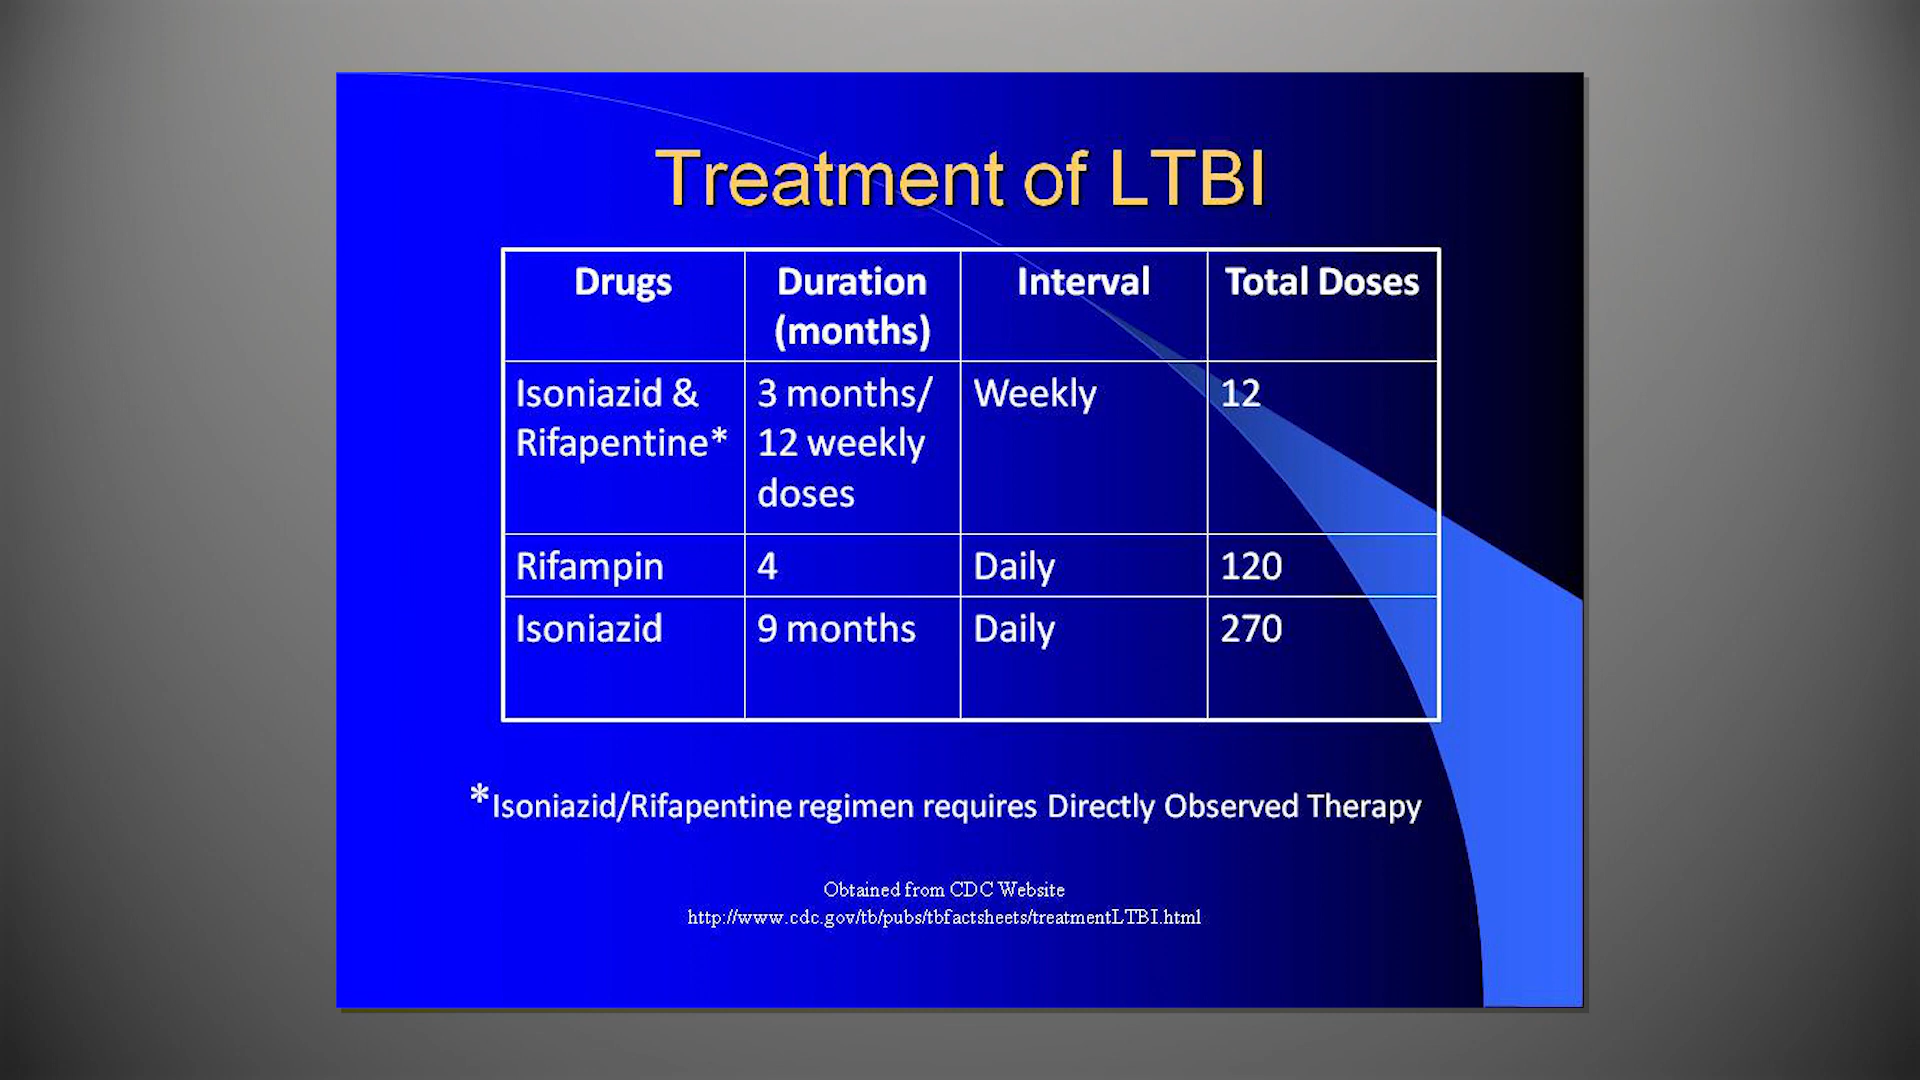 Treatment of LTBI
Drugs
Duration
(months)
Interval
Total Doses
Isoniazid &
Rifapentine*
3 months/
12 weekly
doses
Weekly
12
Rifampin
4
Daily
120
Isoniazid
9 months
Daily
270
*Isoniazid/Rifapentine regimen requires Directly Observed Therapy
Obtained from CDC Website
http://www.cdc.gov/tb/pubs/tbfactsheets/treatmentLTBI.html